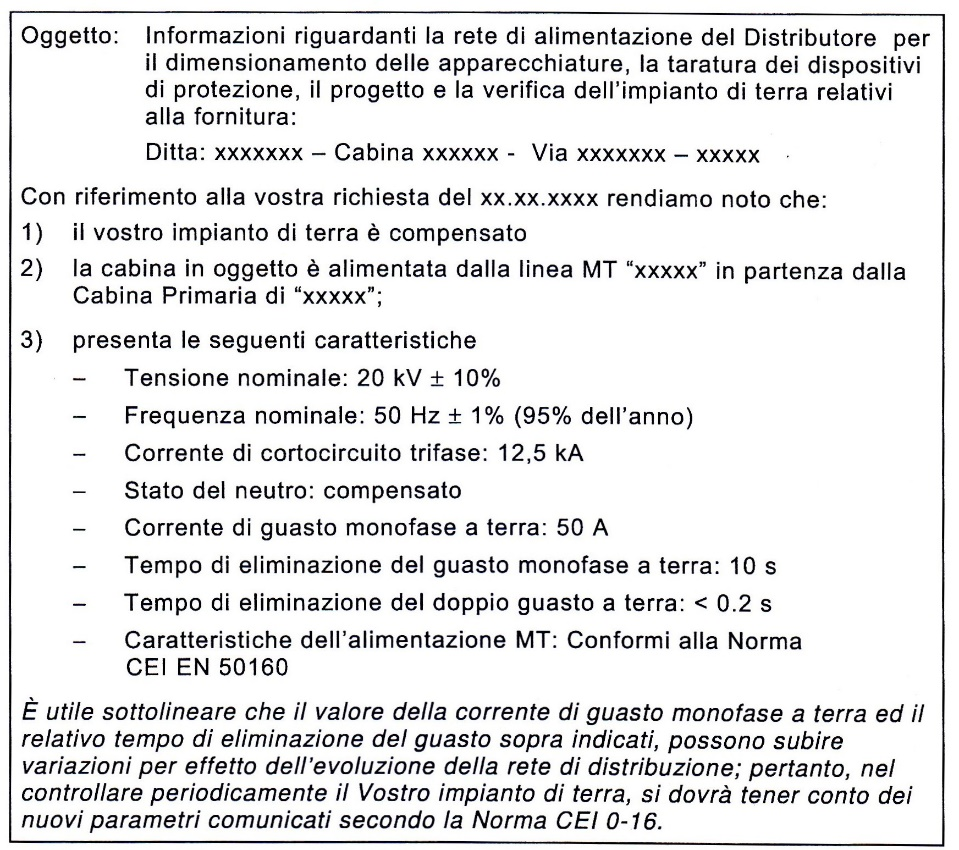 Oggetto: Informazioni riguardanti la rete di alimentazione del Distributore per
il dimensionamento delle apparecchiature, la taratura dei dispositivi
di protezione, il progetto e la verifica dell'impianto di terra relativi
alla fornitura:
Ditta: xxxxxxx – Cabina xxxxxx - Via xxxxxxx – xxxxx
Con riferimento alla vostra richiesta del xx.xx.xxxx rendiamo noto che:
1) il vostro impianto di terra è compensato
2) la cabina in oggetto è alimentata dalla linea MT “xxxxx” in partenza dalla
Cabina Primaria di “xxxxx”;
3) presenta le seguenti caratteristiche
– Tensione nominale: 20 kV ± 10%
– Frequenza nominale: 50 Hz ± 1% (95% dell'anno)
– Corrente di cortocircuito trifase: 12,5 kA
– Stato del neutro: compensato
– Corrente di guasto monofase a terra: 50 A
– Tempo di eliminazione del guasto monofase a terra: 10 s
– Tempo di eliminazione del doppio guasto a terra: < 0.2 s
– Caratteristiche dell'alimentazione MT: Conformi alla Norma
CEI EN 50160
È utile sottolineare che il valore della corrente di guasto monofase a terra ed il
relativo tempo di eliminazione del guasto sopra indicati, possono subire
variazioni per effetto dell'evoluzione della rete di distribuzione; pertanto, nel
controllare periodicamente il Vostro impianto di terra, si dovrà tener conto dei
nuovi parametri comunicati secondo la Norma CEI 0-16.